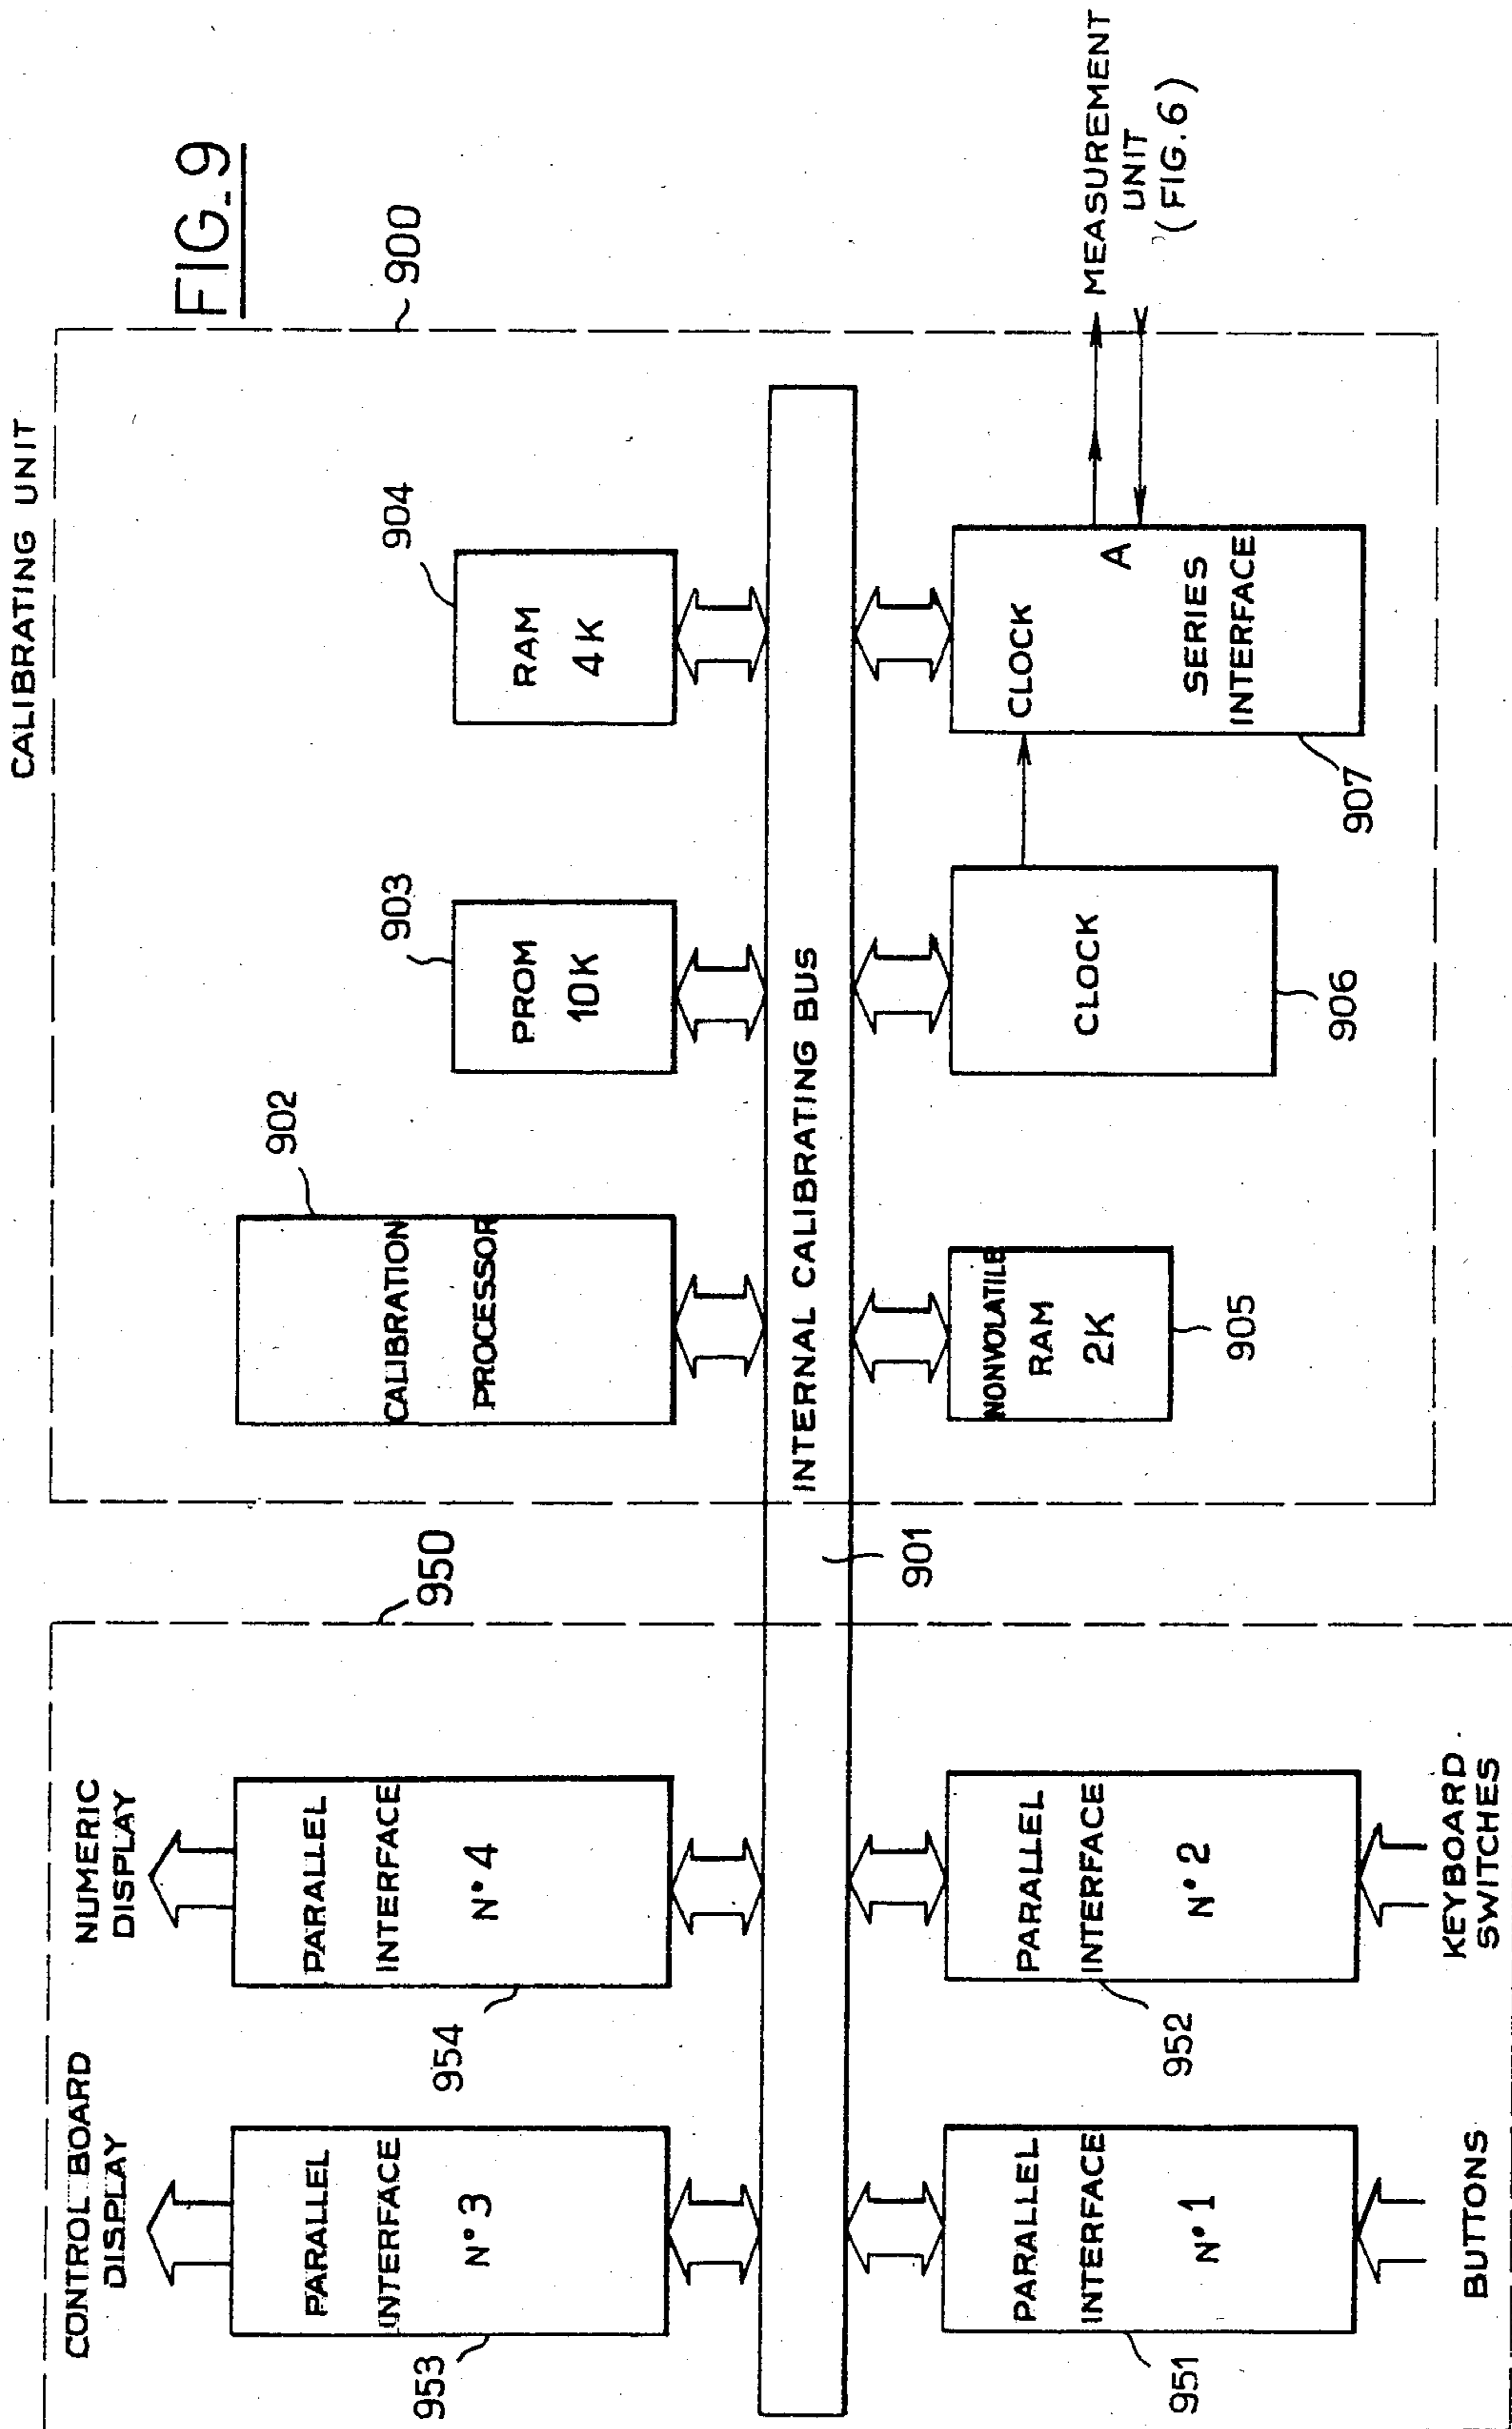 FIG_9
CALIBRATING UNIT
900
950
CONTROL BOARD
DISPLAY
NUMERIC
DISPLAY
953
PARALLEL
INTERFACE
N° 3
954
PARALLEL
INTERFACE
N° 4
902
CALIBRATION
PROCESSOR
903
PROM
10K
904
RAM
4K
901
INTERNAL CALIBRATING BUS
951
PARALLEL
INTERFACE
N° 1
952
PARALLEL
INTERFACE
N° 2
NONVOLATILE
RAM
2K
905
CLOCK
906
CLOCK
A
SERIES
INTERFACE
907
MEASUREMENT
UNIT
(FIG.6)
BUTTONS
KEYBOARD
SWITCHES